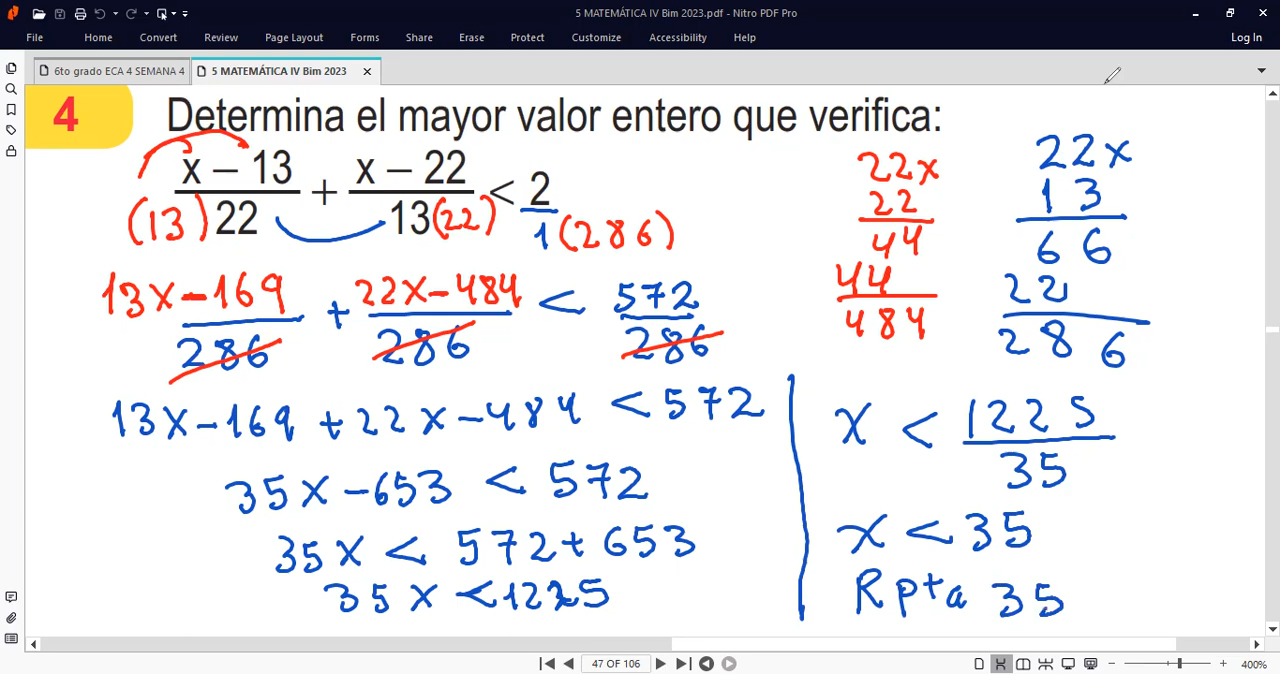 5 MATEMÁTICA IV Bim 2023.pdf - Nitro PDF Pro
File Home Convert Review Page Layout Forms Share Erase Protect Customize Accessibility Help Log In
6to grado ECA 4 SEMANA 4 5 MATEMÁTICA IV Bim 2023
4 Determina el mayor valor entero que verifica:
x – 13 x – 22
(13) 22 + 13 (22) < 2
1 (286)
13x – 169 + 22x – 484 < 572
286 286 286
13x – 169 + 22x – 484 < 572
35x – 653 < 572
35x < 572 + 653
35x < 1225
22x
22
44
44
484
22x
13
66
22
286
x < 1225
35
x < 35
Rpta 35
47 OF 106
400%